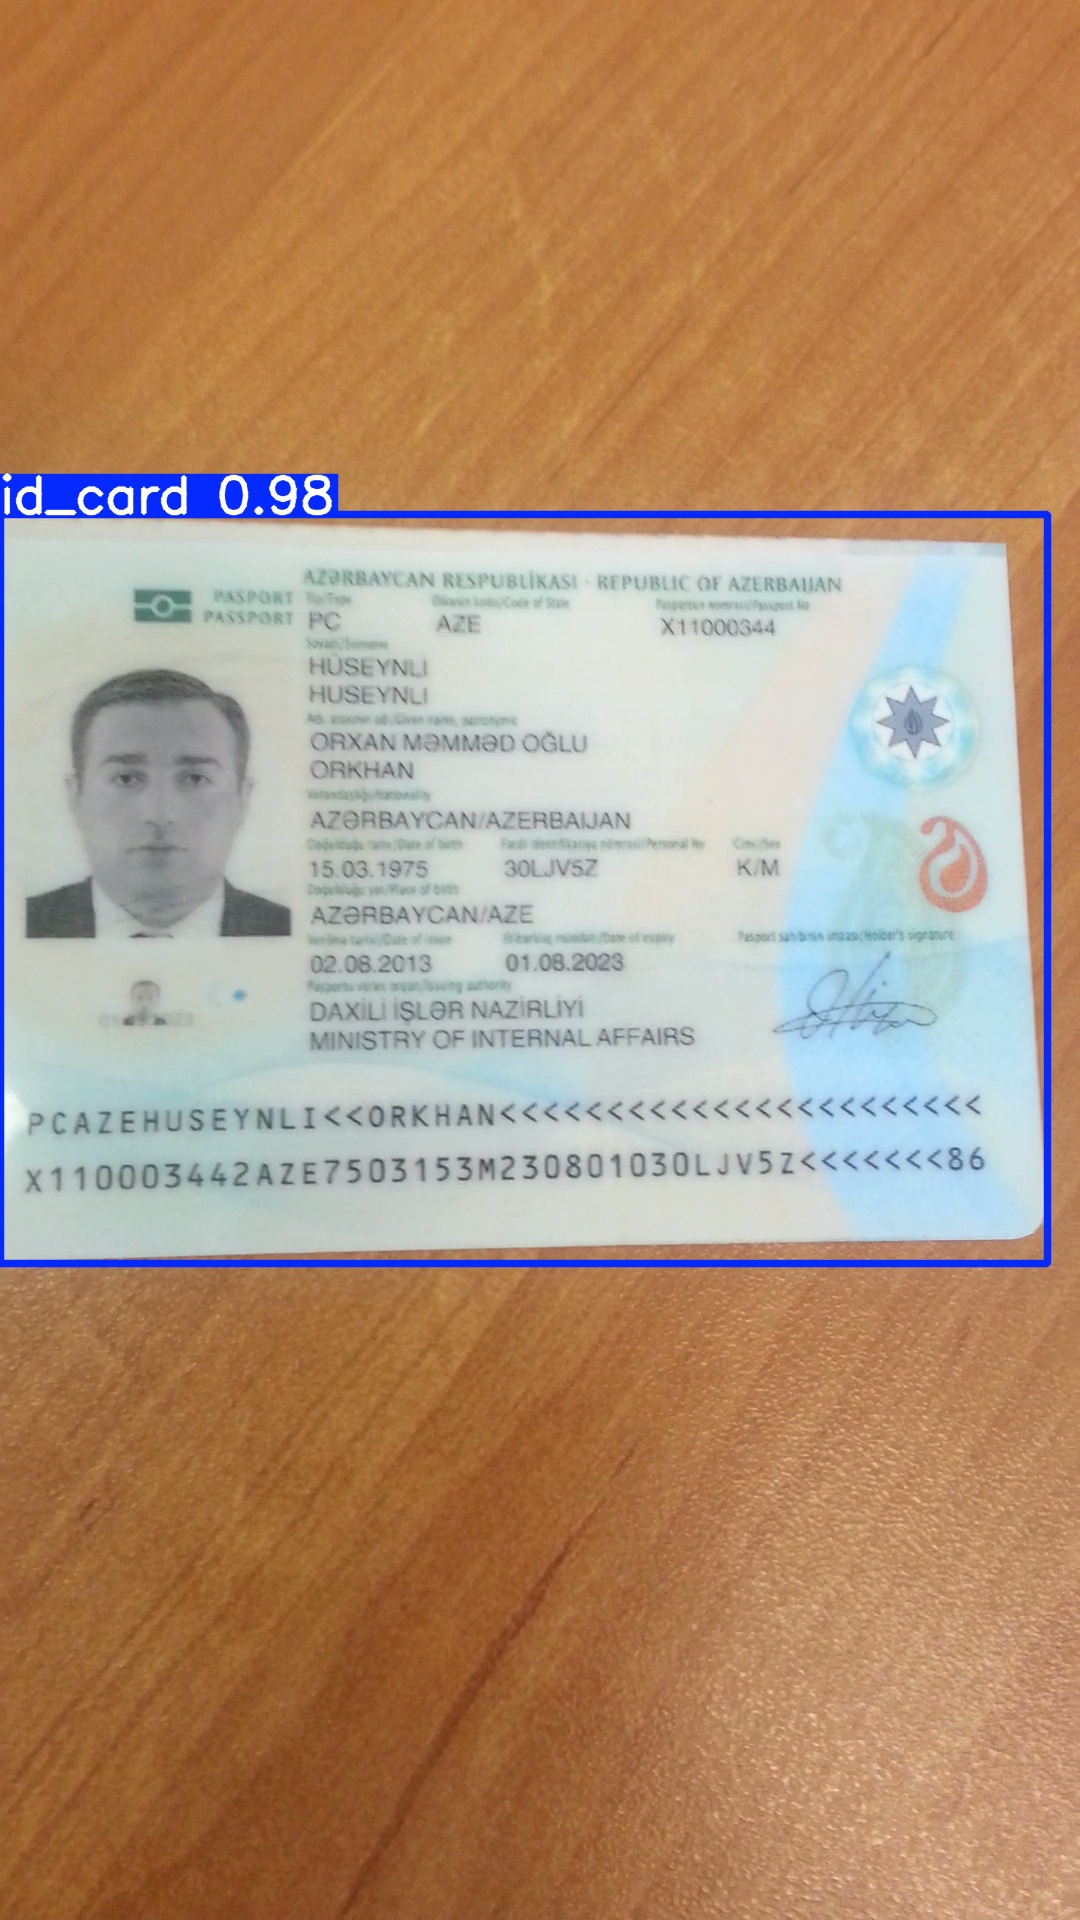 id_card 0.98
AZƏRBAYCAN RESPUBLİKASI · REPUBLIC OF AZERBAIJAN
PASPORT
PASSPORT
Tip/Type
Ölkənin kodu/Code of State
Pasportun nömrəsi/Passport No
PC
AZE
X11000344
Soyadı/Surname
HÜSEYNLI
HUSEYNLI
Adı, atasının adı/Given name, patronymic
ORXAN MƏMMƏD OĞLU
ORKHAN
Vətəndaşlığı/Nationality
AZƏRBAYCAN/AZERBAIJAN
Doğulduğu tarix/Date of birth
Fərdi identifikasiya nömrəsi/Personal No
Cinsi/Sex
15.03.1975
30LJV5Z
K/M
Doğulduğu yer/Place of birth
AZƏRBAYCAN/AZE
Verilmə tarixi/Date of issue
Etibarlılıq müddəti/Date of expiry
Pasport sahibinin imzası/Holder's signature
02.08.2013
01.08.2023
Pasportu verən orqan/Issuing authority
DAXİLİ İŞLƏR NAZİRLİYİ
MINISTRY OF INTERNAL AFFAIRS
PCAZEHUSEYNLI<<ORKHAN<<<<<<<<<<<<<<<<<<<<<<<
X110003442AZE7503153M230801030LJV5Z<<<<<<<86